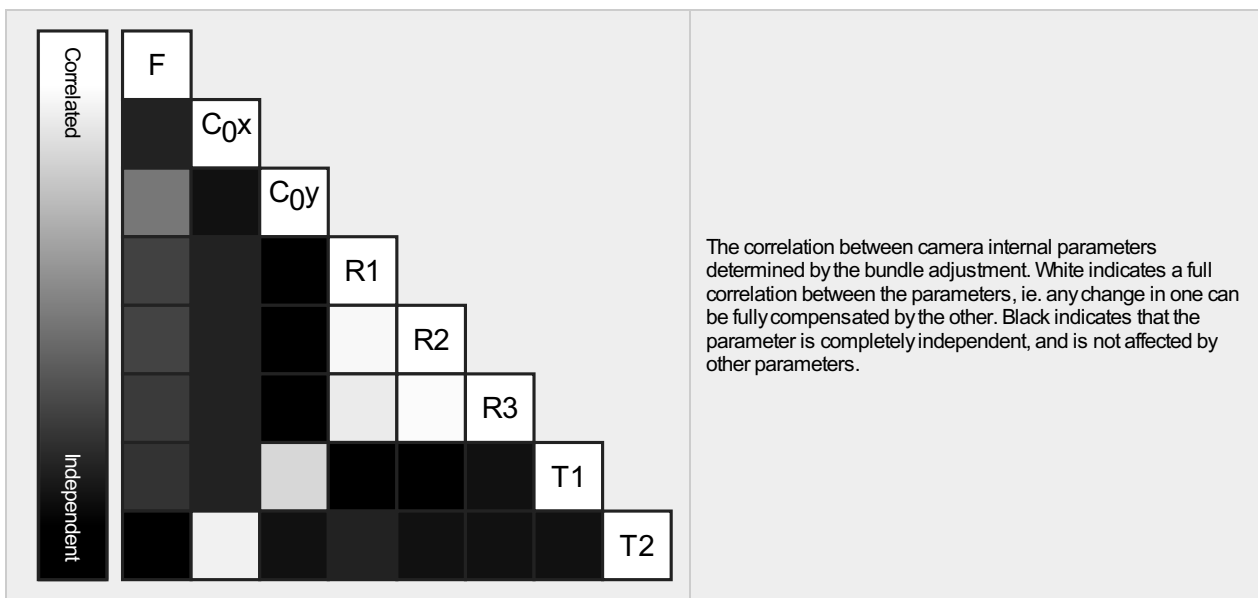 Correlated
Independent
F
C0x
C0y
R1
R2
R3
T1
T2
The correlation between camera internal parameters
determined by the bundle adjustment. White indicates a full
correlation between the parameters, ie. any change in one can
be fully compensated by the other. Black indicates that the
parameter is completely independent, and is not affected by
other parameters.